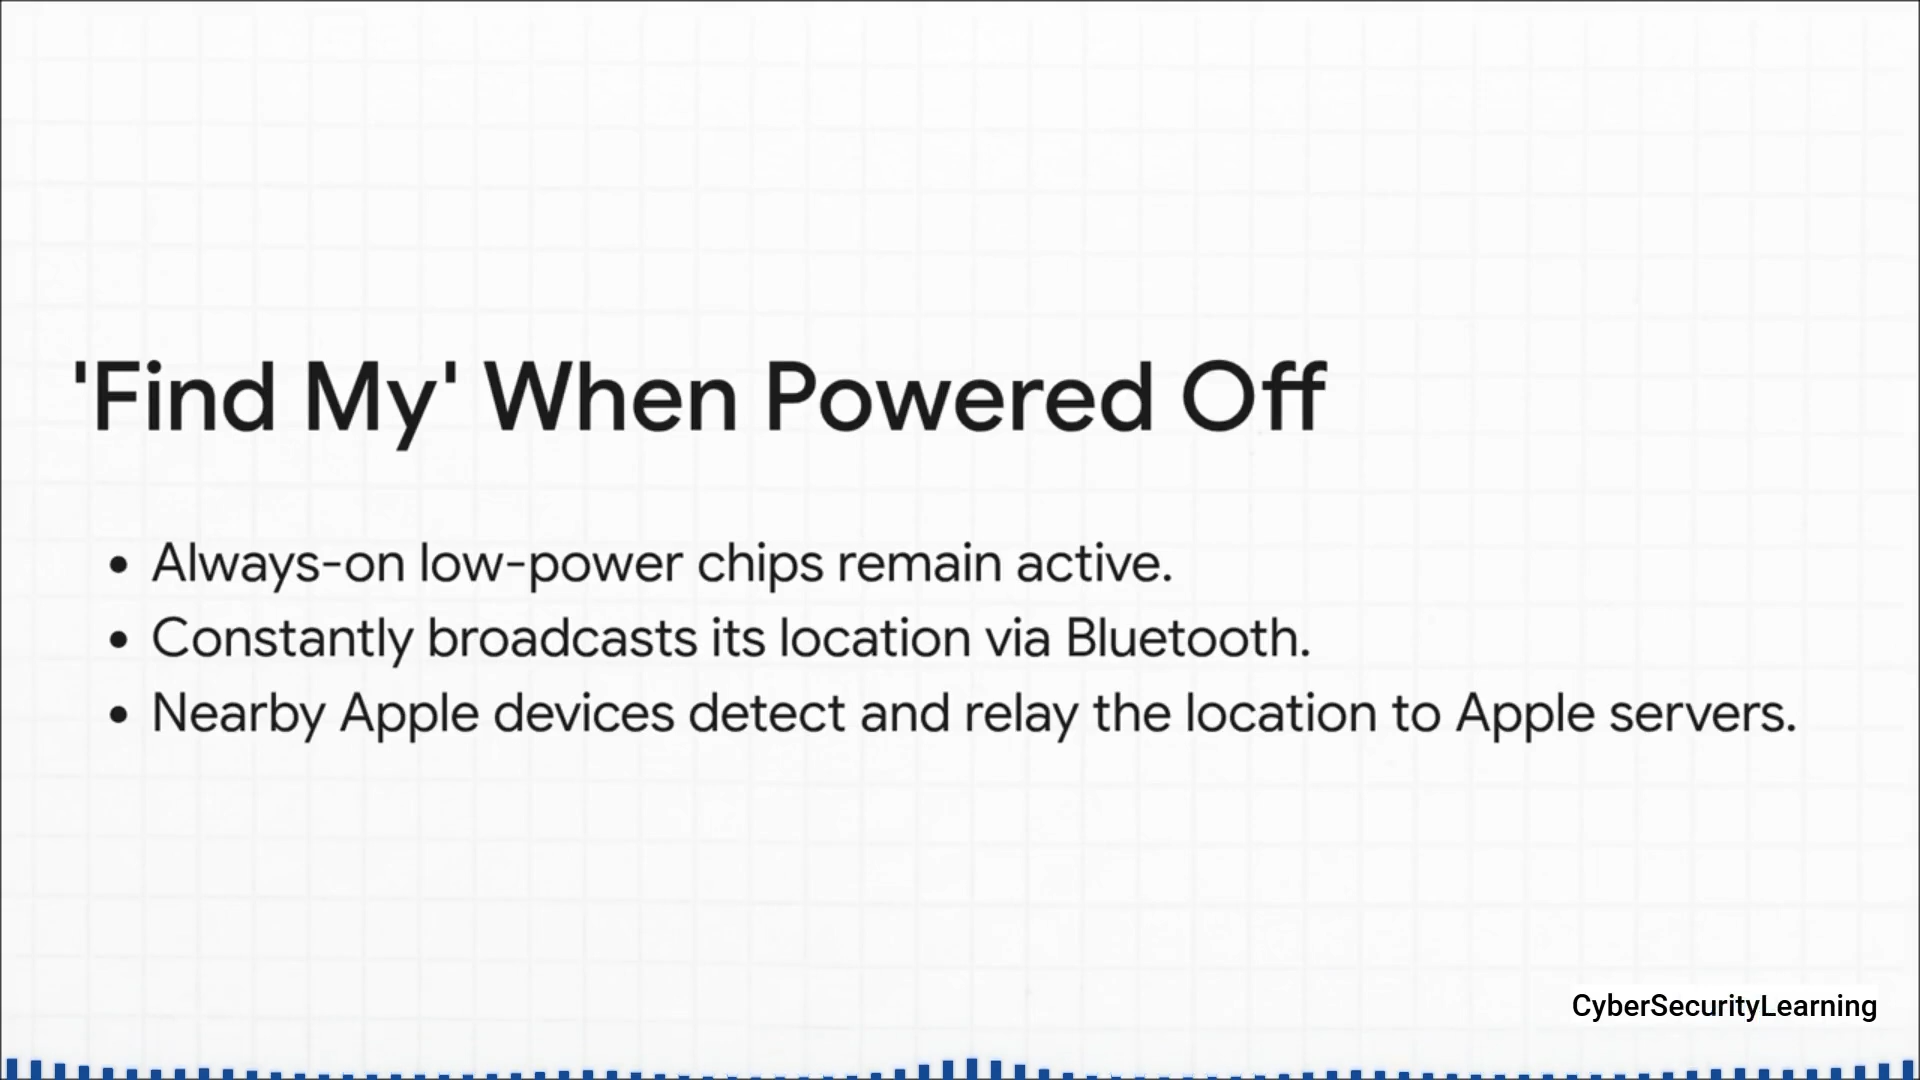 'Find My' When Powered Off
• Always-on low-power chips remain active.
• Constantly broadcasts its location via Bluetooth.
• Nearby Apple devices detect and relay the location to Apple servers.
CyberSecurityLearning